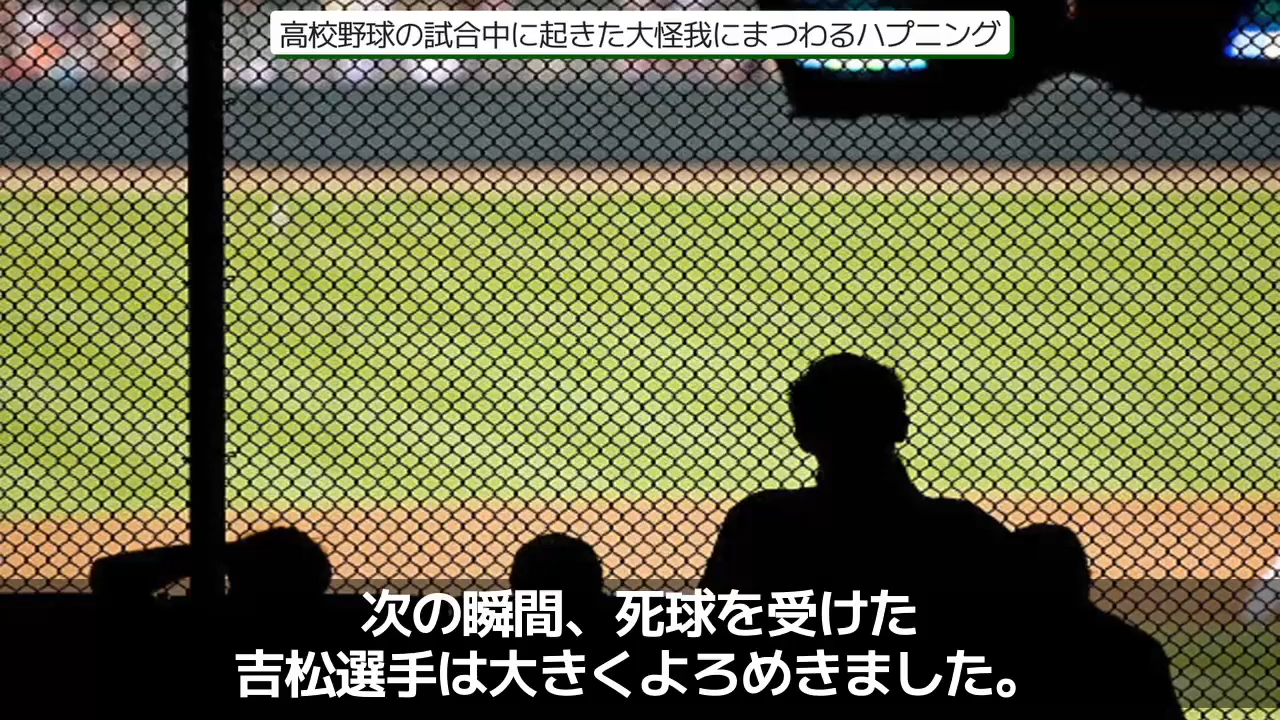 高校野球の試合中に起きた大怪我にまつわるハプニング
次の瞬間、死球を受けた
吉松選手は大きくよろめきました。